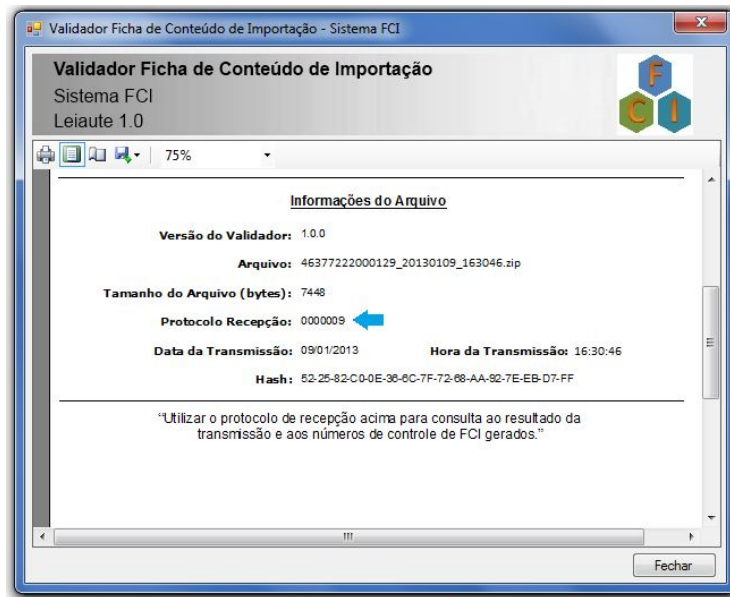 Validador Ficha de Conteúdo de Importação - Sistema FCI
Validador Ficha de Conteúdo de Importação
Sistema FCI
Leiaute 1.0
F
C I
75%
Informações do Arquivo
Versão do Validador: 1.0.0
Arquivo: 46377222000129_20130109_163046.zip
Tamanho do Arquivo (bytes): 7448
Protocolo Recepção: 0000009
Data da Transmissão: 09/01/2013 Hora da Transmissão: 16:30:46
Hash: 52-25-82-C0-0E-36-6C-7F-72-68-AA-92-7E-EB-D7-FF
“Utilizar o protocolo de recepção acima para consulta ao resultado da
transmissão e aos números de controle de FCI gerados.”
Fechar